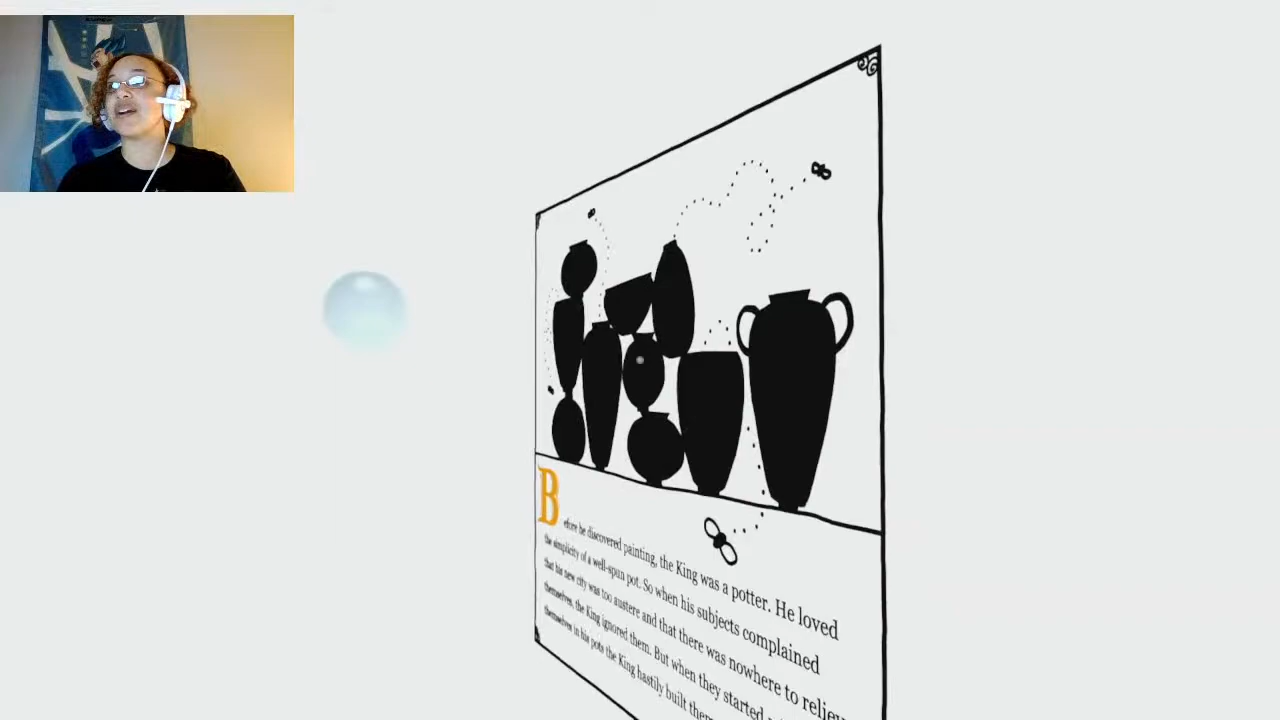 Before he discovered painting, the King was a potter. He loved
the simplicity of a well-spun pot. So when his subjects complained
that his new city was too austere and that there was nowhere to
themselves, the King ignored them. But when they started
themselves in his pots the King hastily built